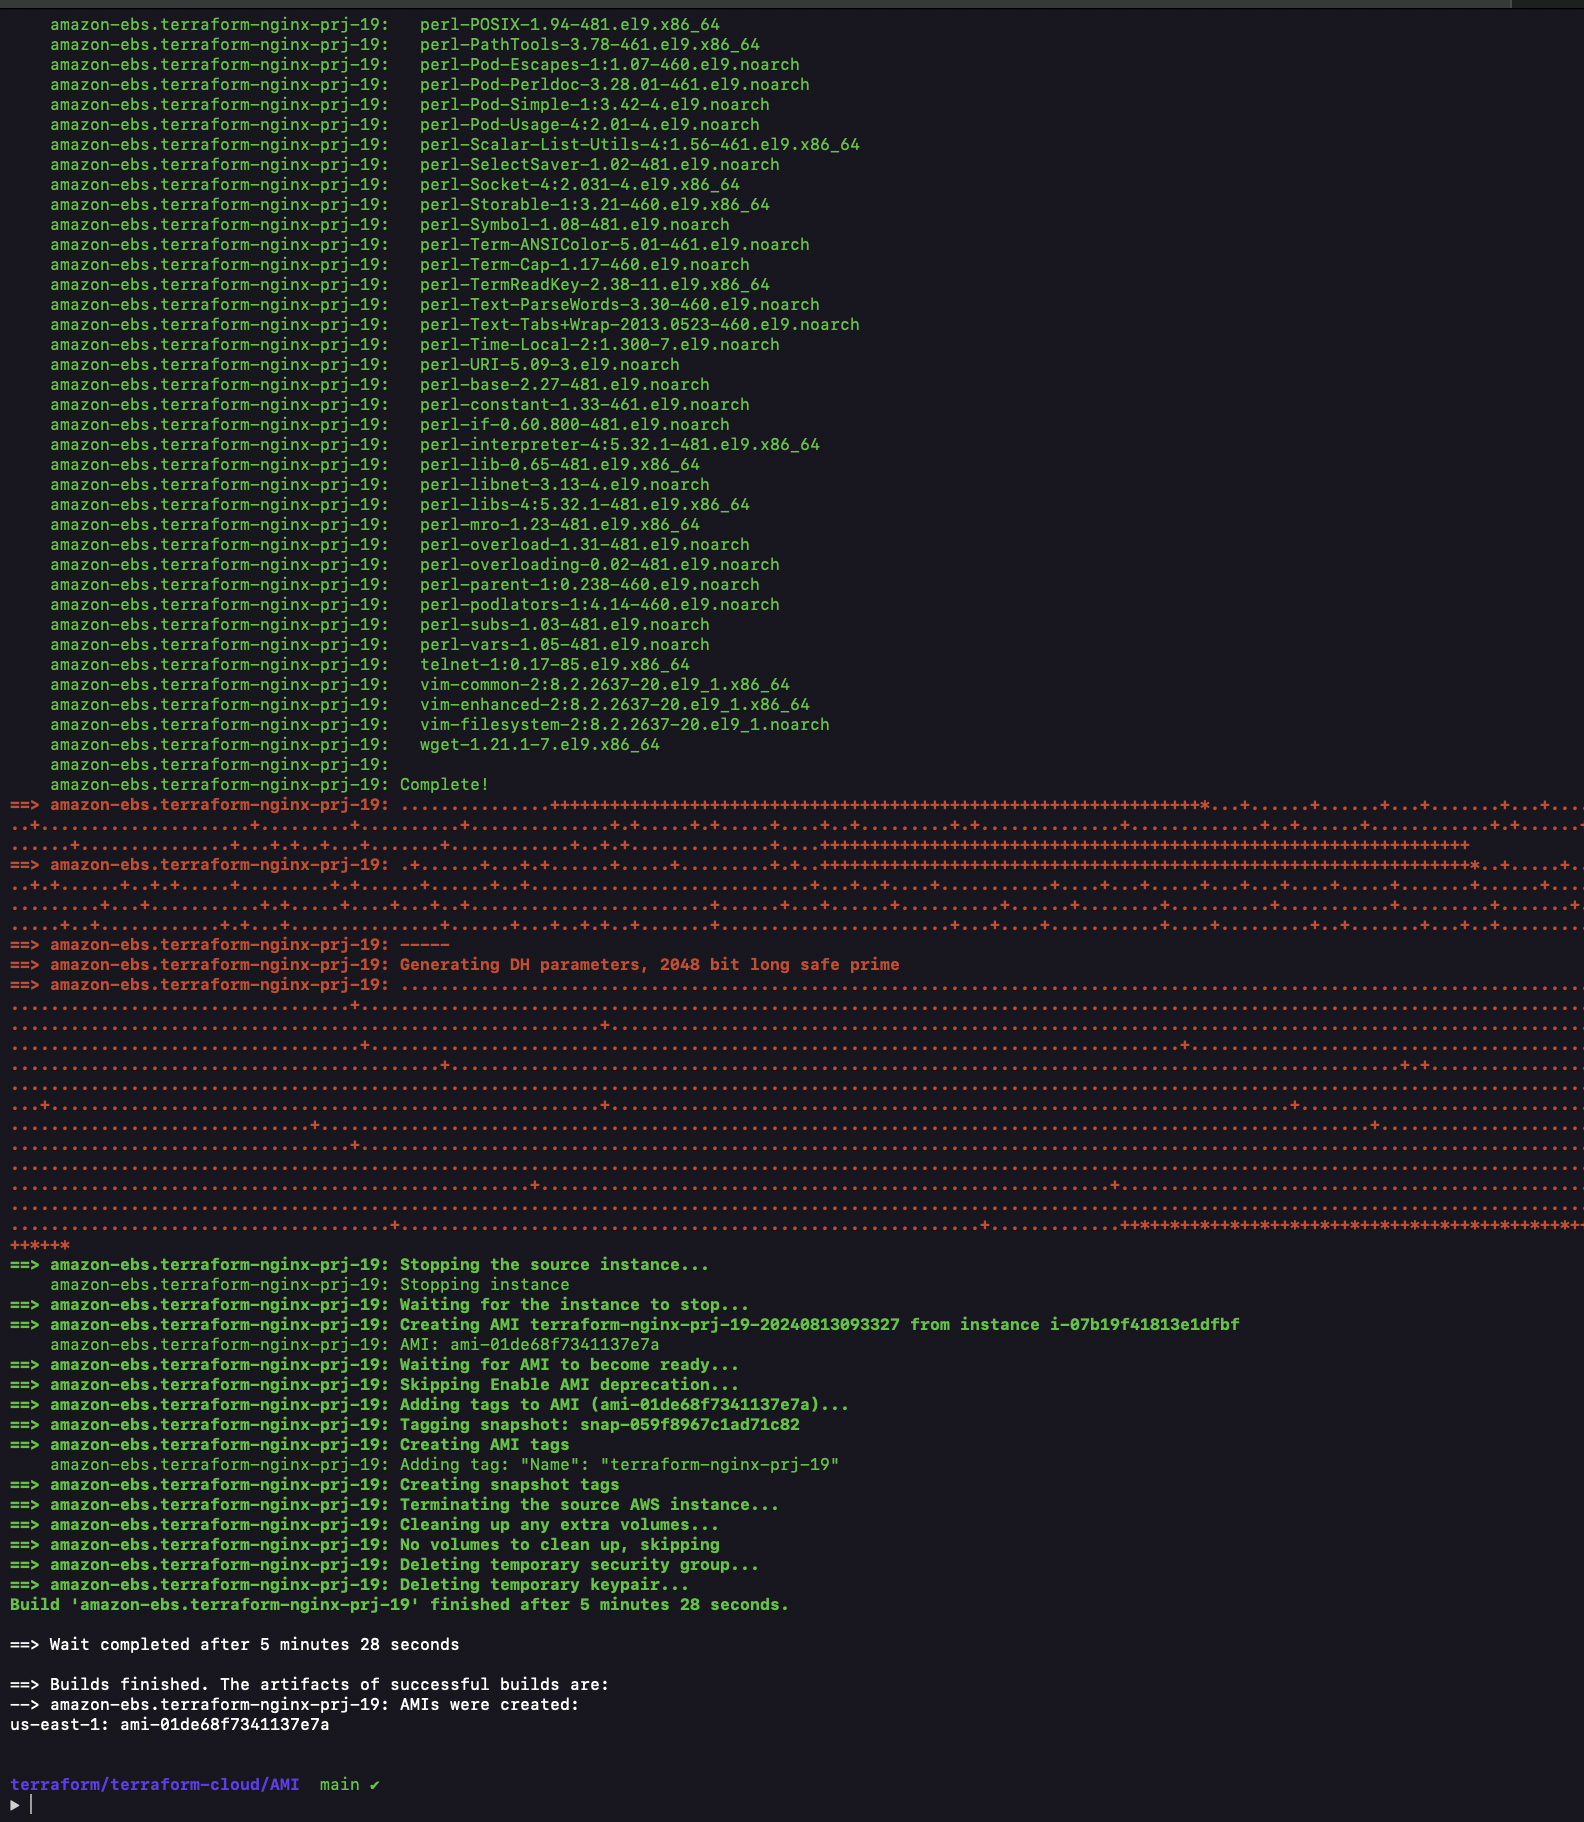 amazon-ebs.terraform-nginx-prj-19:   perl-POSIX-1.94-481.el9.x86_64
amazon-ebs.terraform-nginx-prj-19:   perl-PathTools-3.78-461.el9.x86_64
amazon-ebs.terraform-nginx-prj-19:   perl-Pod-Escapes-1:1.07-460.el9.noarch
amazon-ebs.terraform-nginx-prj-19:   perl-Pod-Perldoc-3.28.01-461.el9.noarch
amazon-ebs.terraform-nginx-prj-19:   perl-Pod-Simple-1:3.42-4.el9.noarch
amazon-ebs.terraform-nginx-prj-19:   perl-Pod-Usage-4:2.01-4.el9.noarch
amazon-ebs.terraform-nginx-prj-19:   perl-Scalar-List-Utils-4:1.56-461.el9.x86_64
amazon-ebs.terraform-nginx-prj-19:   perl-SelectSaver-1.02-481.el9.noarch
amazon-ebs.terraform-nginx-prj-19:   perl-Socket-4:2.031-4.el9.x86_64
amazon-ebs.terraform-nginx-prj-19:   perl-Storable-1:3.21-460.el9.x86_64
amazon-ebs.terraform-nginx-prj-19:   perl-Symbol-1.08-481.el9.noarch
amazon-ebs.terraform-nginx-prj-19:   perl-Term-ANSIColor-5.01-461.el9.noarch
amazon-ebs.terraform-nginx-prj-19:   perl-Term-Cap-1.17-460.el9.noarch
amazon-ebs.terraform-nginx-prj-19:   perl-TermReadKey-2.38-11.el9.x86_64
amazon-ebs.terraform-nginx-prj-19:   perl-Text-ParseWords-3.30-460.el9.noarch
amazon-ebs.terraform-nginx-prj-19:   perl-Text-Tabs+Wrap-2013.0523-460.el9.noarch
amazon-ebs.terraform-nginx-prj-19:   perl-Time-Local-2:1.300-7.el9.noarch
amazon-ebs.terraform-nginx-prj-19:   perl-URI-5.09-3.el9.noarch
amazon-ebs.terraform-nginx-prj-19:   perl-base-2.27-481.el9.noarch
amazon-ebs.terraform-nginx-prj-19:   perl-constant-1.33-461.el9.noarch
amazon-ebs.terraform-nginx-prj-19:   perl-if-0.60.800-481.el9.noarch
amazon-ebs.terraform-nginx-prj-19:   perl-interpreter-4:5.32.1-481.el9.x86_64
amazon-ebs.terraform-nginx-prj-19:   perl-lib-0.65-481.el9.x86_64
amazon-ebs.terraform-nginx-prj-19:   perl-libnet-3.13-4.el9.noarch
amazon-ebs.terraform-nginx-prj-19:   perl-libs-4:5.32.1-481.el9.x86_64
amazon-ebs.terraform-nginx-prj-19:   perl-mro-1.23-481.el9.x86_64
amazon-ebs.terraform-nginx-prj-19:   perl-overload-1.31-481.el9.noarch
amazon-ebs.terraform-nginx-prj-19:   perl-overloading-0.02-481.el9.noarch
amazon-ebs.terraform-nginx-prj-19:   perl-parent-1:0.238-460.el9.noarch
amazon-ebs.terraform-nginx-prj-19:   perl-podlators-1:4.14-460.el9.noarch
amazon-ebs.terraform-nginx-prj-19:   perl-subs-1.03-481.el9.noarch
amazon-ebs.terraform-nginx-prj-19:   perl-vars-1.05-481.el9.noarch
amazon-ebs.terraform-nginx-prj-19:   telnet-1:0.17-85.el9.x86_64
amazon-ebs.terraform-nginx-prj-19:   vim-common-2:8.2.2637-20.el9_1.x86_64
amazon-ebs.terraform-nginx-prj-19:   vim-enhanced-2:8.2.2637-20.el9_1.x86_64
amazon-ebs.terraform-nginx-prj-19:   vim-filesystem-2:8.2.2637-20.el9_1.noarch
amazon-ebs.terraform-nginx-prj-19:   wget-1.21.1-7.el9.x86_64
amazon-ebs.terraform-nginx-prj-19:
amazon-ebs.terraform-nginx-prj-19: Complete!
==> amazon-ebs.terraform-nginx-prj-19:
==> amazon-ebs.terraform-nginx-prj-19:
==> amazon-ebs.terraform-nginx-prj-19: -----
==> amazon-ebs.terraform-nginx-prj-19: Generating DH parameters, 2048 bit long safe prime
==> amazon-ebs.terraform-nginx-prj-19:
++*++*
==> amazon-ebs.terraform-nginx-prj-19: Stopping the source instance...
amazon-ebs.terraform-nginx-prj-19: Stopping instance
==> amazon-ebs.terraform-nginx-prj-19: Waiting for the instance to stop...
==> amazon-ebs.terraform-nginx-prj-19: Creating AMI terraform-nginx-prj-19-20240813093327 from instance i-07b19f41813e1dfbf
amazon-ebs.terraform-nginx-prj-19: AMI: ami-01de68f7341137e7a
==> amazon-ebs.terraform-nginx-prj-19: Waiting for AMI to become ready...
==> amazon-ebs.terraform-nginx-prj-19: Skipping Enable AMI deprecation...
==> amazon-ebs.terraform-nginx-prj-19: Adding tags to AMI (ami-01de68f7341137e7a)...
==> amazon-ebs.terraform-nginx-prj-19: Tagging snapshot: snap-059f8967c1ad71c82
==> amazon-ebs.terraform-nginx-prj-19: Creating AMI tags
amazon-ebs.terraform-nginx-prj-19: Adding tag: "Name": "terraform-nginx-prj-19"
==> amazon-ebs.terraform-nginx-prj-19: Creating snapshot tags
==> amazon-ebs.terraform-nginx-prj-19: Terminating the source AWS instance...
==> amazon-ebs.terraform-nginx-prj-19: Cleaning up any extra volumes...
==> amazon-ebs.terraform-nginx-prj-19: No volumes to clean up, skipping
==> amazon-ebs.terraform-nginx-prj-19: Deleting temporary security group...
==> amazon-ebs.terraform-nginx-prj-19: Deleting temporary keypair...
Build 'amazon-ebs.terraform-nginx-prj-19' finished after 5 minutes 28 seconds.
==> Wait completed after 5 minutes 28 seconds
==> Builds finished. The artifacts of successful builds are:
--> amazon-ebs.terraform-nginx-prj-19: AMIs were created:
us-east-1: ami-01de68f7341137e7a
terraform/terraform-cloud/AMI  main ✔
▶